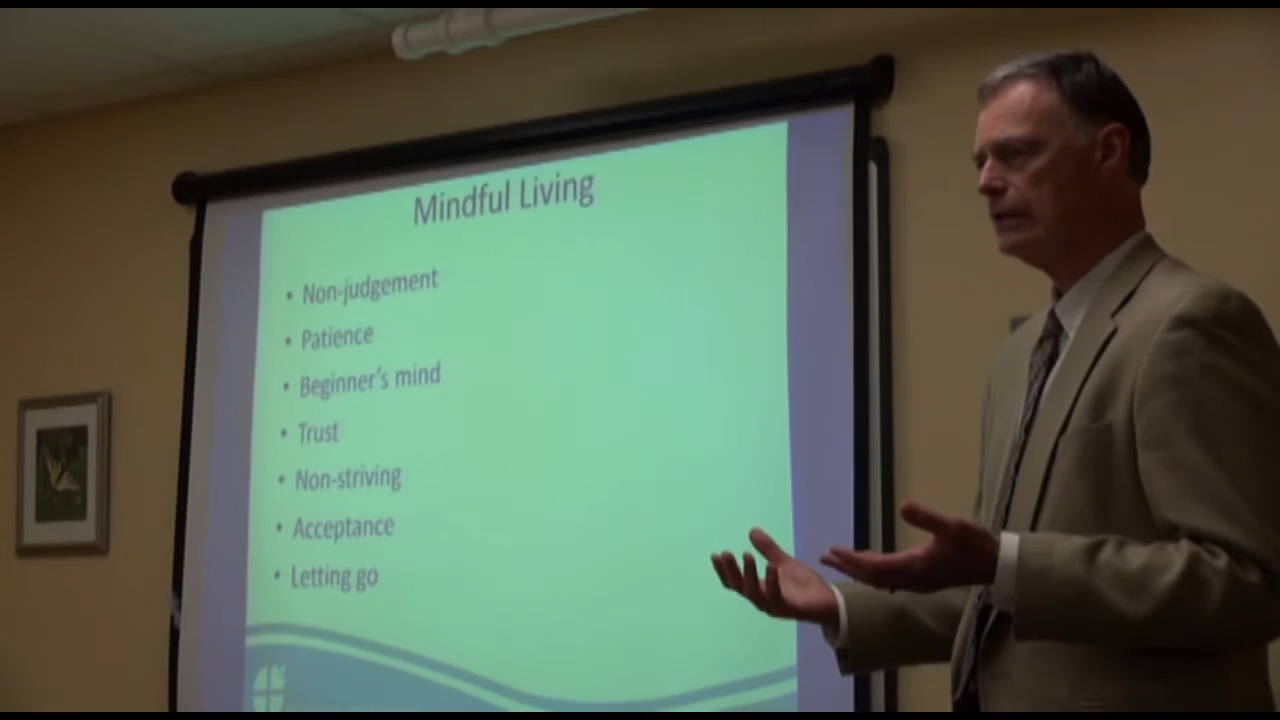 Mindful Living
• Non-judgement
• Patience
• Beginner's mind
• Trust
• Non-striving
• Acceptance
• Letting go